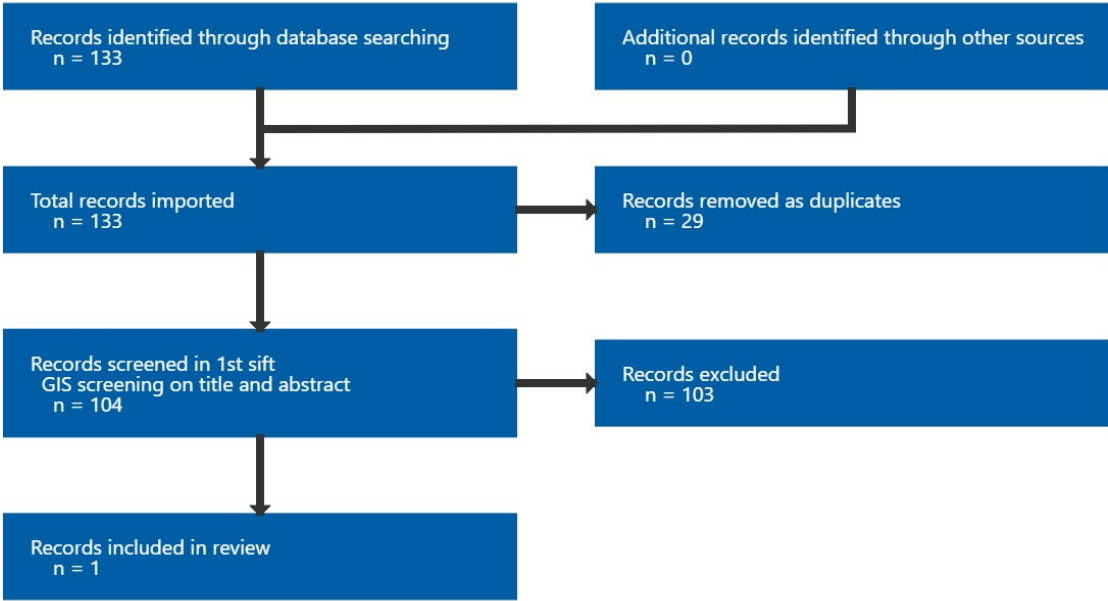 Records identified through database searching
n = 133
Additional records identified through other sources
n = 0
Total records imported
n = 133
Records removed as duplicates
n = 29
Records screened in 1st sift
GIS screening on title and abstract
n = 104
Records excluded
n = 103
Records included in review
n = 1